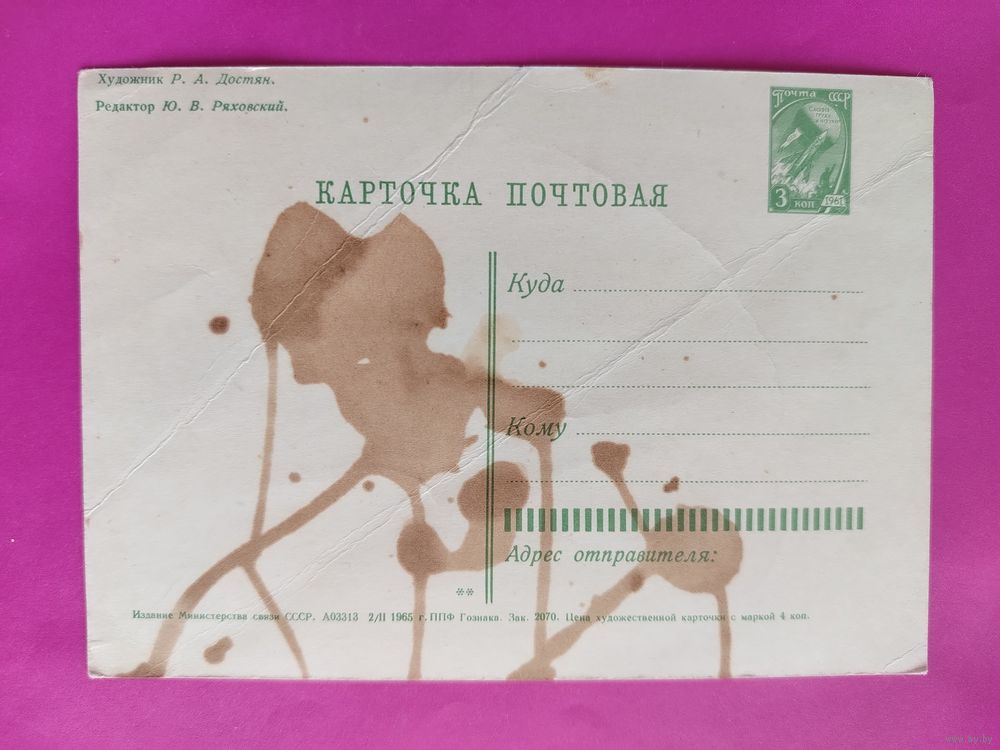 Художник Р. А. Достян.
Редактор Ю. В. Ряховский.
Почта СССР
3 коп 1961
КАРТОЧКА ПОЧТОВАЯ
Куда
Кому
Адрес отправителя:
**
Издание Министерства связи СССР. А03313 2/II 1965 г. ППФ Гознака. Зак. 2070. Цена художественной карточки с маркой 4 коп.